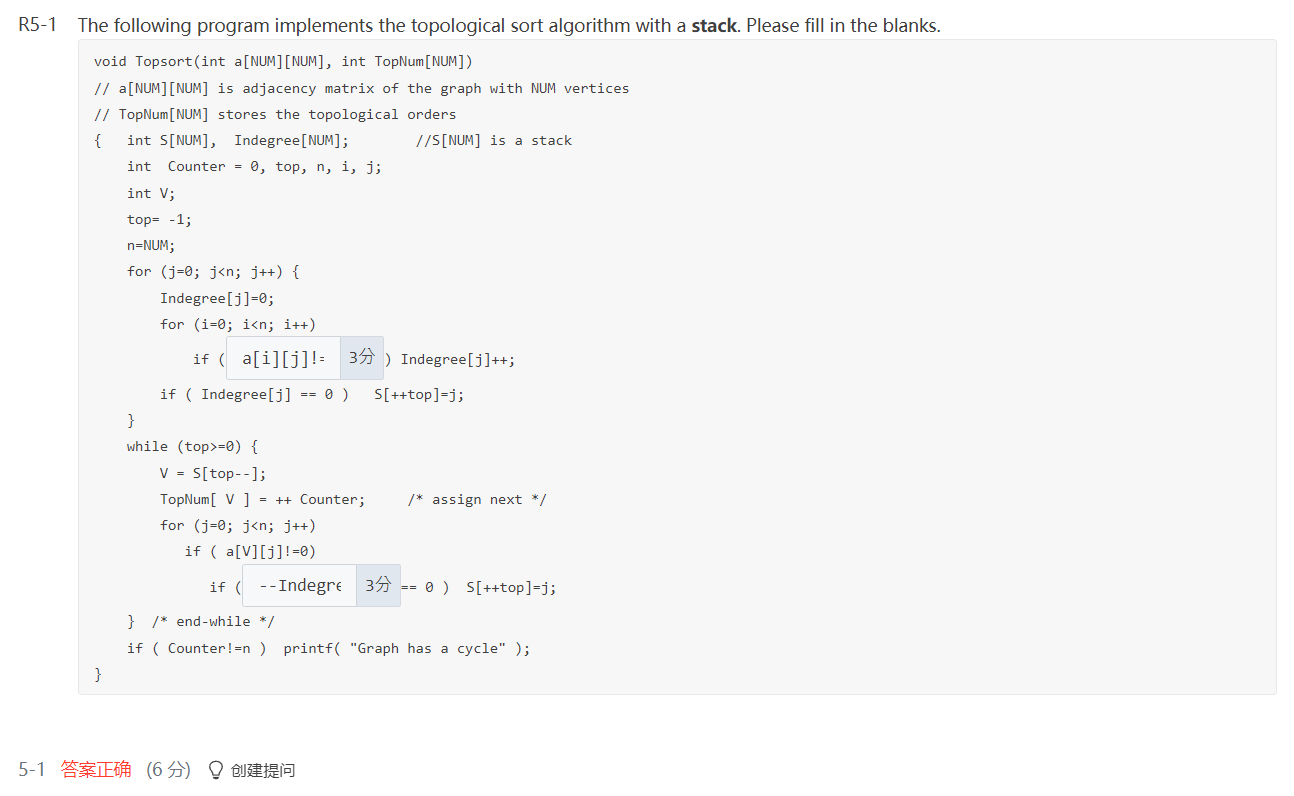 R5-1 The following program implements the topological sort algorithm with a stack. Please fill in the blanks.
void Topsort(int a[NUM][NUM], int TopNum[NUM])
// a[NUM][NUM] is adjacency matrix of the graph with NUM vertices
// TopNum[NUM] stores the topological orders
{   int S[NUM],  Indegree[NUM];        //S[NUM] is a stack
    int  Counter = 0, top, n, i, j;
    int V;
    top= -1;
    n=NUM;
    for (j=0; j<n; j++) {
        Indegree[j]=0;
        for (i=0; i<n; i++)
            if ( a[i][j]!= 3分 ) Indegree[j]++;
        if ( Indegree[j] == 0 )   S[++top]=j;
    }
    while (top>=0) {
        V = S[top--];
        TopNum[ V ] = ++ Counter;     /* assign next */
        for (j=0; j<n; j++)
           if ( a[V][j]!=0)
              if ( --Indegre 3分 == 0 )  S[++top]=j;
    }  /* end-while */
    if ( Counter!=n )  printf( "Graph has a cycle" );
}
5-1 答案正确 (6 分) 创建提问